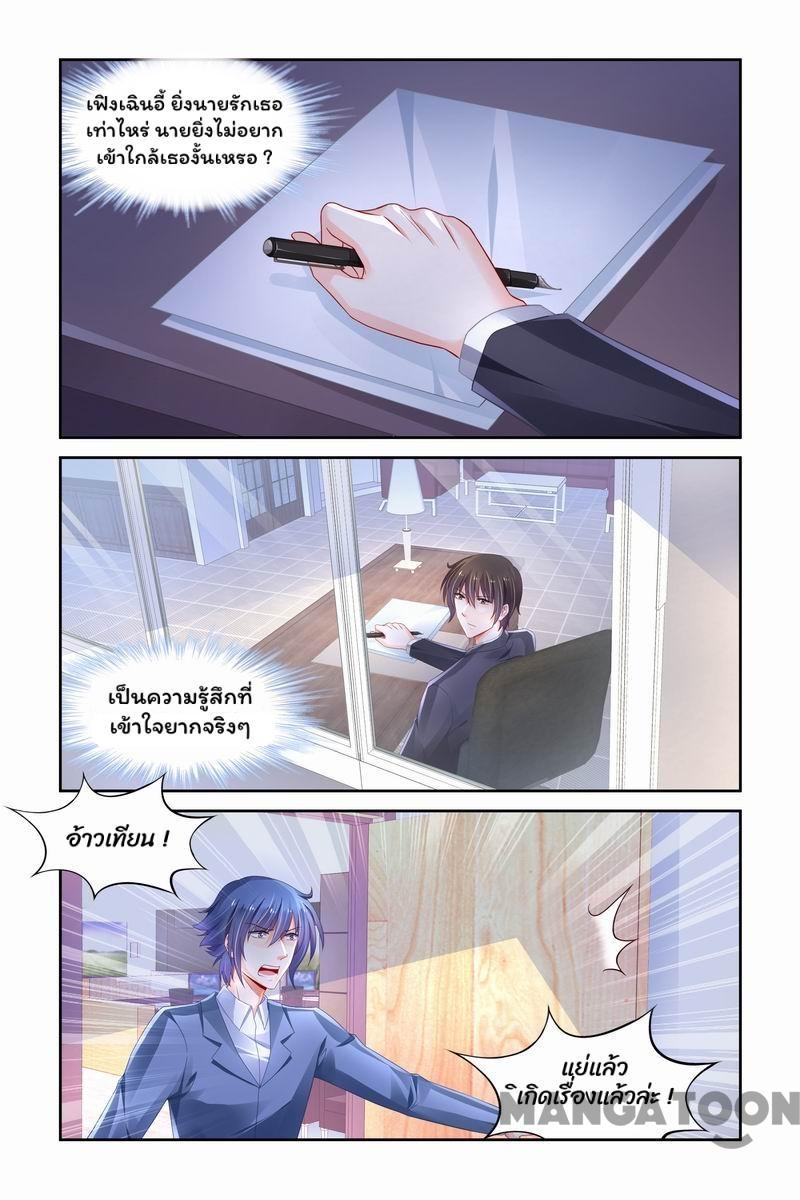 เฟิงเฉินอี้ ยิ่งนายรักเธอ
เท่าไหร่ นายยิ่งไม่อยาก
เข้าใกล้เธองั้นเหรอ ?
เป็นความรู้สึกที่
เข้าใจยากจริงๆ
อ้าวเทียน !
แย่แล้ว
เกิดเรื่องแล้วล่ะ !
MANGATOON